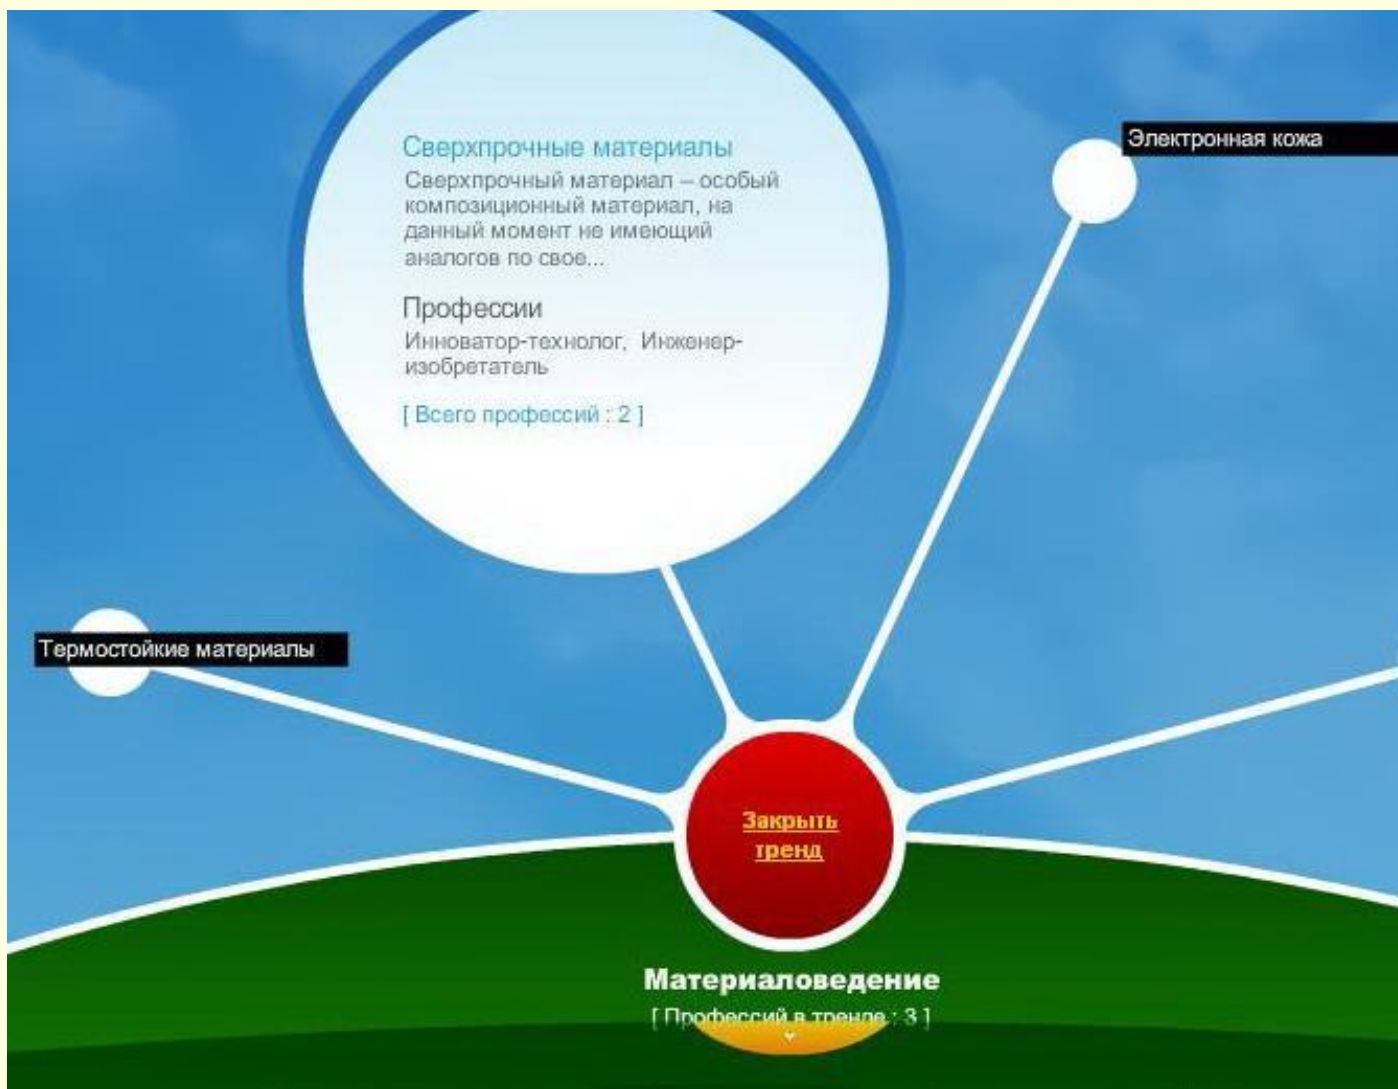 Сверхпрочные материалы
Сверхпрочный материал – особый
композиционный материал, на
данный момент не имеющий
аналогов по свое...
Профессии
Инноватор-технолог, Инженер-
изобретатель
[ Всего профессий : 2 ]
Электронная кожа
Термостойкие материалы
Закрыть
тренд
Материаловедение
[ Профессий в тренде : 3 ]